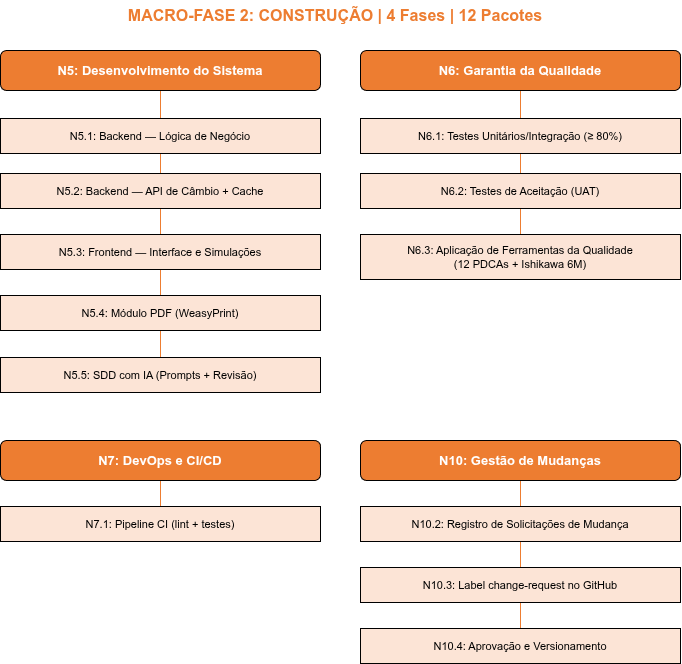 MACRO-FASE 2: CONSTRUÇÃO | 4 Fases | 12 Pacotes
N5: Desenvolvimento do Sistema
N5.1: Backend — Lógica de Negócio
N5.2: Backend — API de Câmbio + Cache
N5.3: Frontend — Interface e Simulações
N5.4: Módulo PDF (WeasyPrint)
N5.5: SDD com IA (Prompts + Revisão)
N6: Garantia da Qualidade
N6.1: Testes Unitários/Integração (≥ 80%)
N6.2: Testes de Aceitação (UAT)
N6.3: Aplicação de Ferramentas da Qualidade
(12 PDCAs + Ishikawa 6M)
N7: DevOps e CI/CD
N7.1: Pipeline CI (lint + testes)
N10: Gestão de Mudanças
N10.2: Registro de Solicitações de Mudança
N10.3: Label change-request no GitHub
N10.4: Aprovação e Versionamento